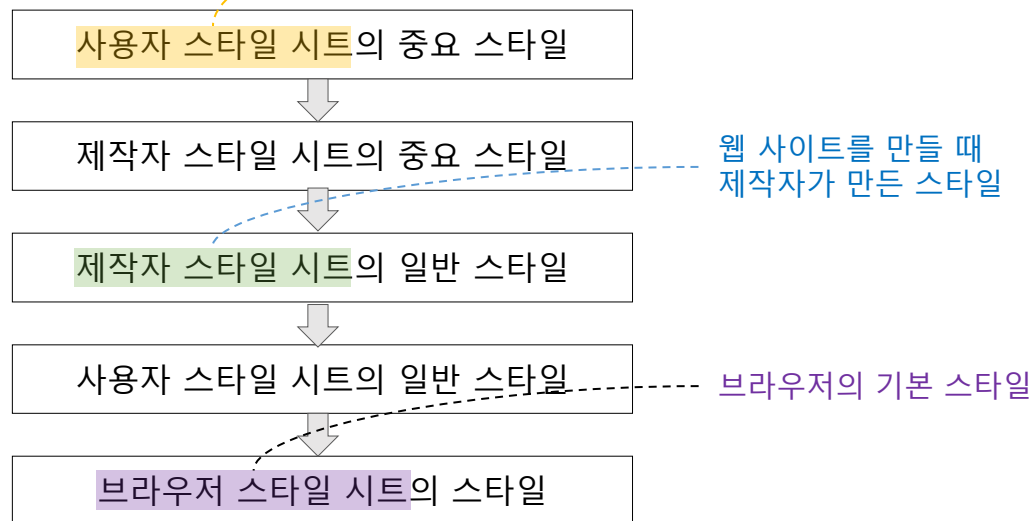 사용자 스타일 시트의 중요 스타일
제작자 스타일 시트의 중요 스타일
웹 사이트를 만들 때
제작자가 만든 스타일
제작자 스타일 시트의 일반 스타일
사용자 스타일 시트의 일반 스타일
브라우저의 기본 스타일
브라우저 스타일 시트의 스타일